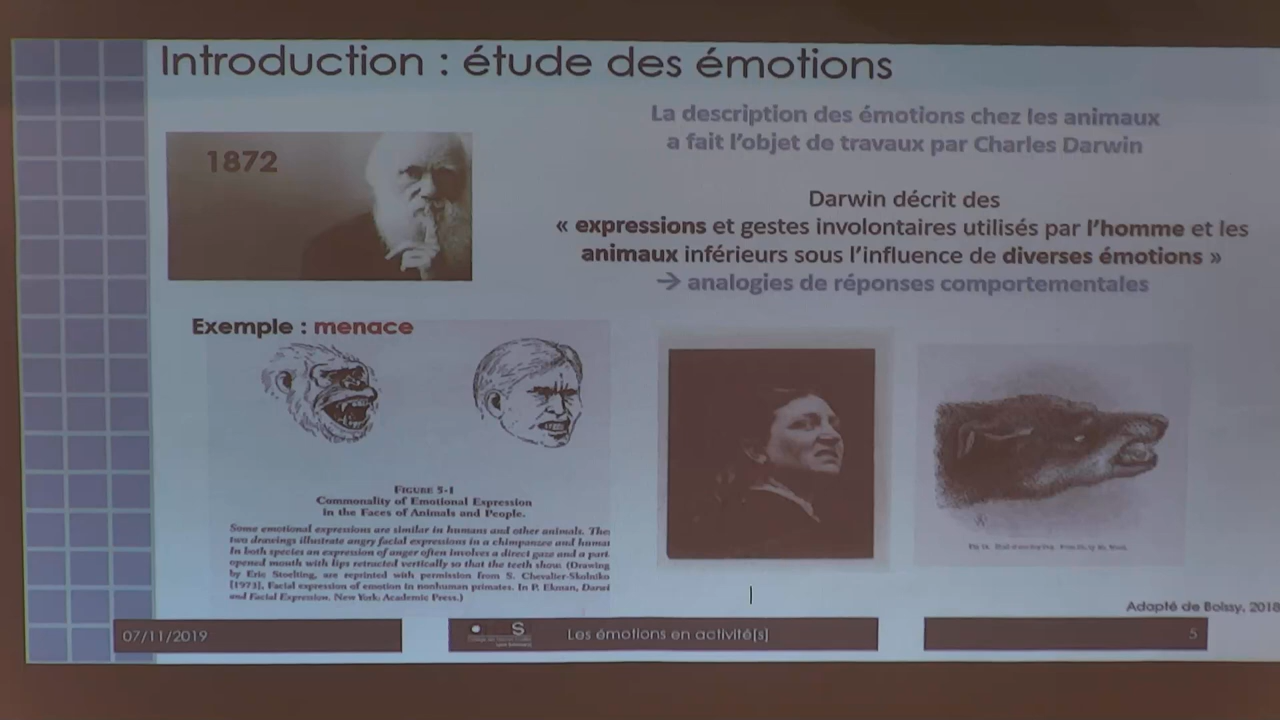 Introduction : étude des émotions
La description des émotions chez les animaux
a fait l'objet de travaux par Charles Darwin
1872
Darwin décrit des
« expressions et gestes involontaires utilisés par l'homme et les
animaux inférieurs sous l'influence de diverses émotions »
→ analogies de réponses comportementales
Exemple : menace
FIGURE 5-1
Commonality of Emotional Expression
in the Faces of Animals and People.
Some emotional expressions are similar in humans and other animals. The
two drawings illustrate angry facial expressions in a chimpanzee and human
In both species an expression of anger often involves a direct gaze and a part
opened mouth with lips retracted vertically so that the teeth show. (Drawing
by Eric Stoelting, are reprinted with permission from S. Chevalier-Skolniko
[1973], Facial expression of emotion in nonhuman primates. In P. Ekman, Darwi
and Facial Expression. New York: Academic Press.)
Adapté de Boissy, 2018
07/11/2019
S
Les émotions en activité[s]
5